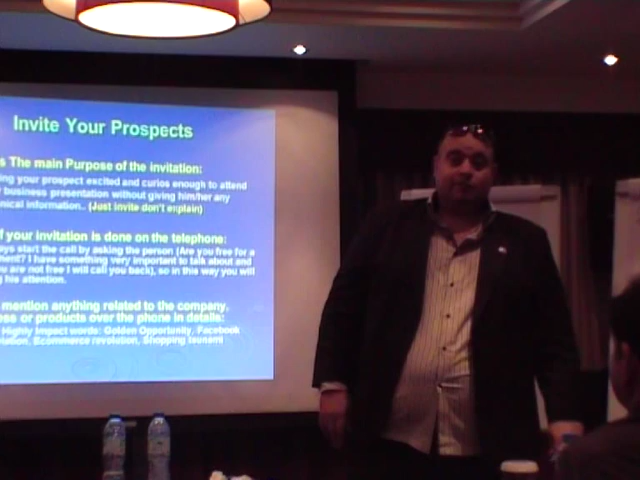 Invite Your Prospects
s The main Purpose of the invitation:
ing your prospect excited and curios enough to attend
business presentation without giving him/her any
nical information.. (Just invite don't explain)
f your invitation is done on the telephone:
ays start the call by asking the person (Are you free for a
ment? I have something very important to talk about and
ou are not free I will call you back), so in this way you will
g his attention.
mention anything related to the company,
ess or products over the phone in details:
Highly Impact words: Golden Opportunity, Facebook
Ecommerce revolution, Shopping tsunami